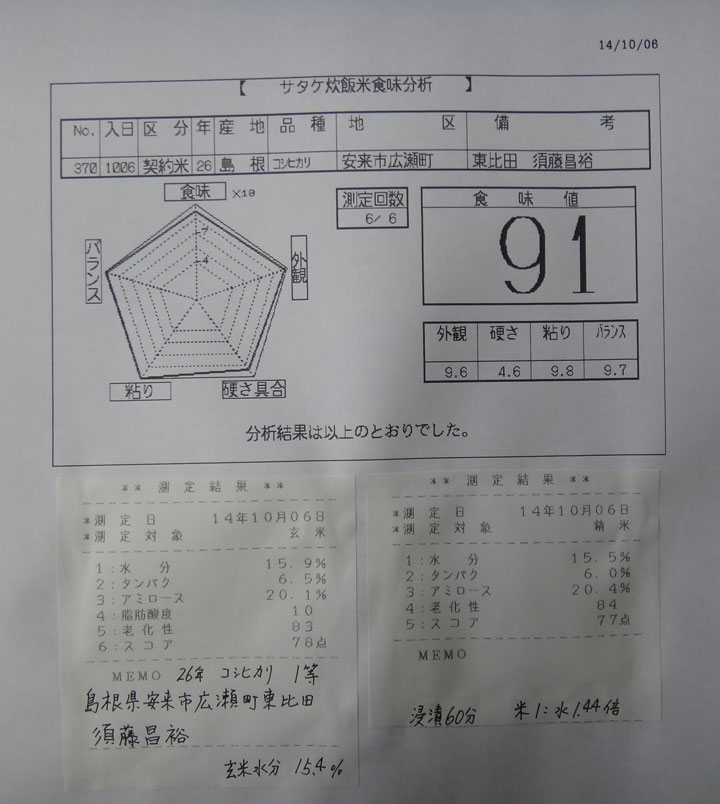 14/10/06
【 サタケ炊飯米食味分析 】
No. 入日 区分 年 産地 品種 地区 備考
370 1006 契約米 26 島根 コシヒカリ 安来市広瀬町 東比田 須藤昌裕
食味 ×10
7
4
バランス
外観
粘り
硬さ具合
測定回数
6/ 6
食味値
91
外観 硬さ 粘り バランス
9.6 4.6 9.8 9.7
分析結果は以上のとおりでした。
** 測定結果 **
*測定日 14年10月06日
*測定対象 玄米
1:水分 15.9%
2:タンパク 6.5%
3:アミロース 20.1%
4:脂肪酸度 10
5:老化性 83
6:スコア 78点
MEMO 26年 コシヒカリ 1等
島根県安来市広瀬町東比田
須藤昌裕
玄米水分 15.4%
** 測定結果 **
*測定日 14年10月06日
*測定対象 精米
1:水分 15.5%
2:タンパク 6.0%
3:アミロース 20.4%
4:老化性 84
5:スコア 77点
MEMO
浸漬60分 米1:水1.44倍